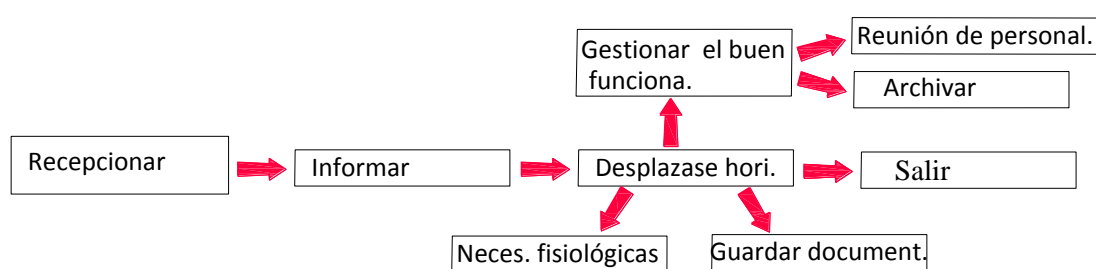 Gestionar el buen
funciona.
Reunión de personal.
Archivar
Recepcionar
Informar
Desplazase hori.
Salir
Neces. fisiológicas
Guardar document.